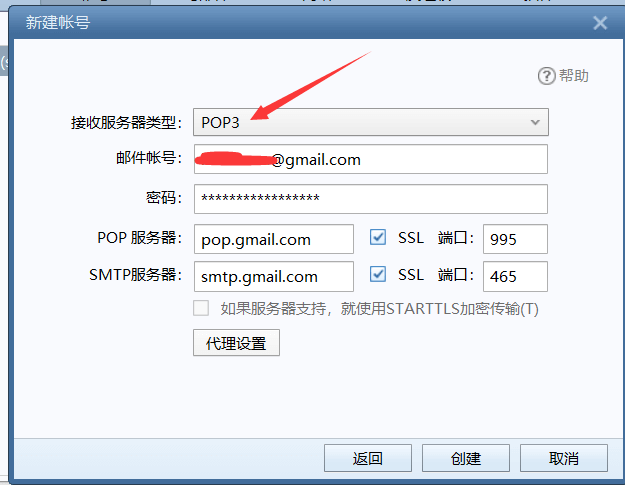 新建帐号
帮助
接收服务器类型: POP3
邮件帐号: @gmail.com
密码: *****************
POP 服务器: pop.gmail.com SSL 端口: 995
SMTP服务器: smtp.gmail.com SSL 端口: 465
如果服务器支持，就使用STARTTLS加密传输(T)
代理设置
返回 创建 取消